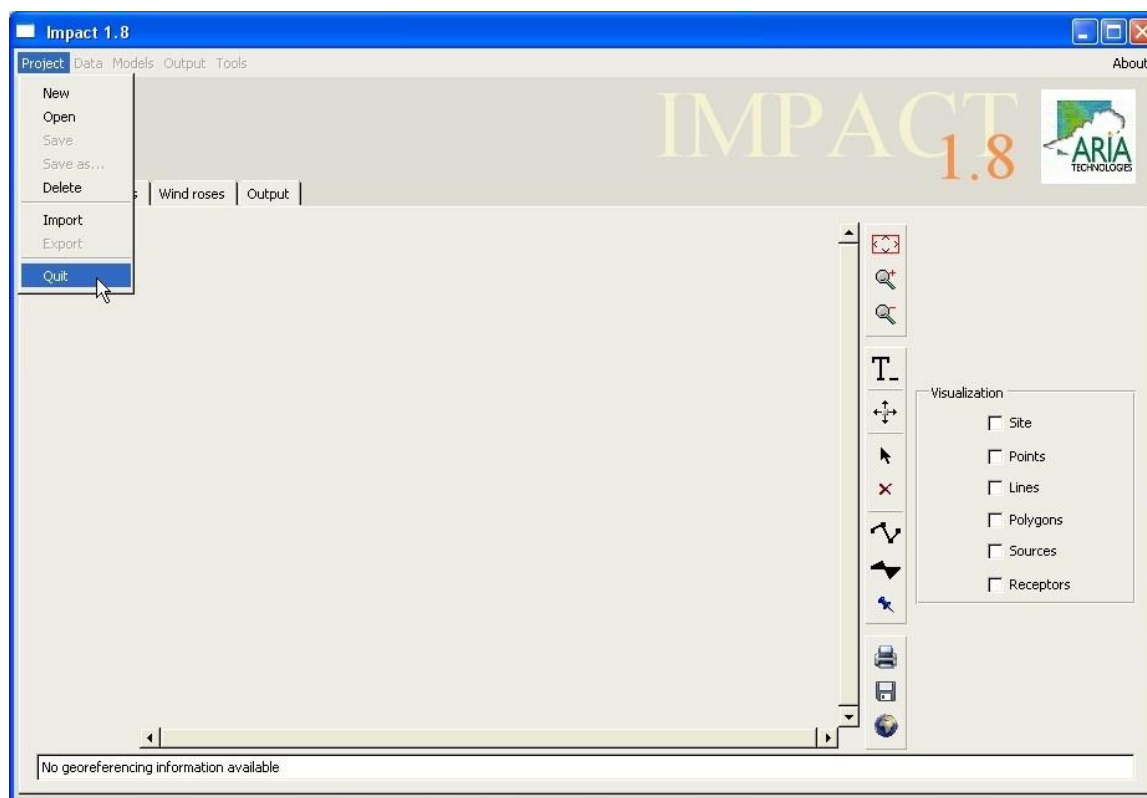 Impact 1.8
Project Data Models Output Tools About
New
Open
Save
Save as...
Delete
Import
Export
Quit
IMPACT
1.8
ARIA
TECHNOLOGIES
Wind roses Output
T
Visualization
Site
Points
Lines
Polygons
Sources
Receptors
No georeferencing information available